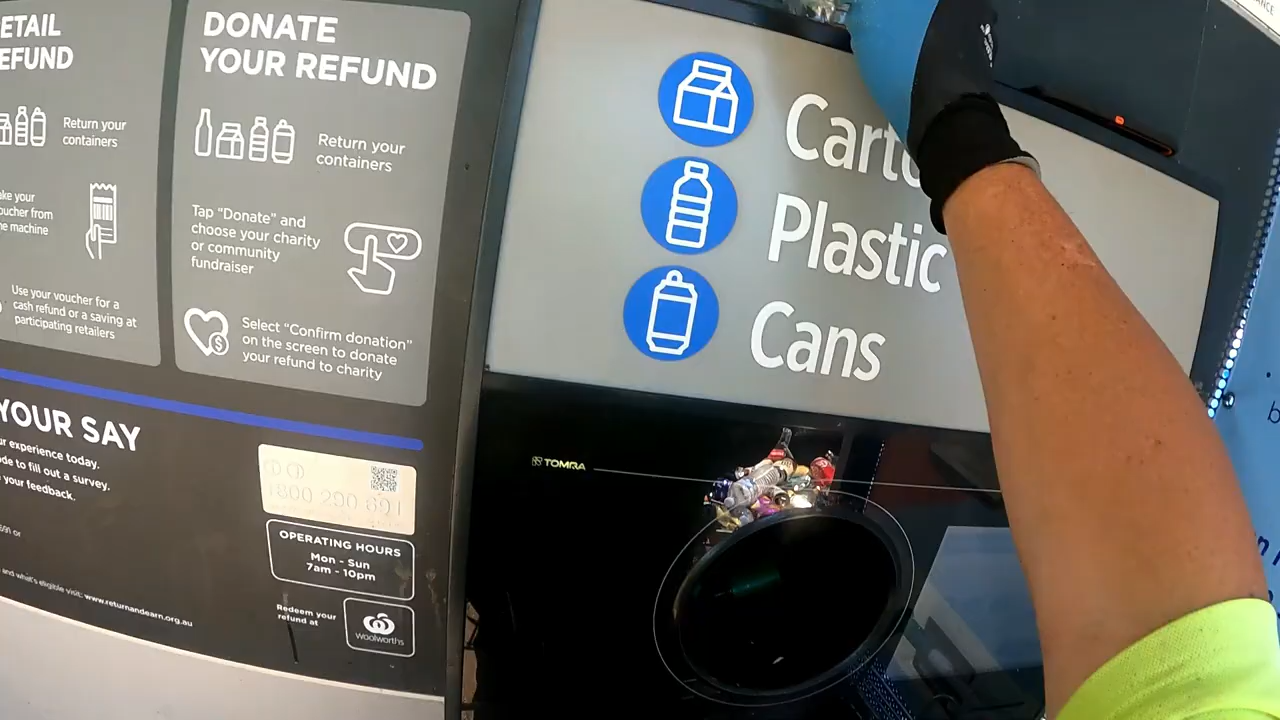 ETAIL
EFUND
Return your
containers
ake your
oucher from
e machine
Use your voucher for a
cash refund or a saving at
participating retailers
DONATE
YOUR REFUND
Return your
containers
Tap "Donate" and
choose your charity
or community
fundraiser
Select "Confirm donation"
on the screen to donate
your refund to charity
YOUR SAY
ur experience today.
ode to fill out a survey.
your feedback.
and what's eligible visit: www.returnandearn.org.au
1800 290 691
OPERATING HOURS
Mon - Sun
7am - 10pm
Redeem your
refund at
woolworths
Carto
Plastic
Cans
TOMRA
ANCE